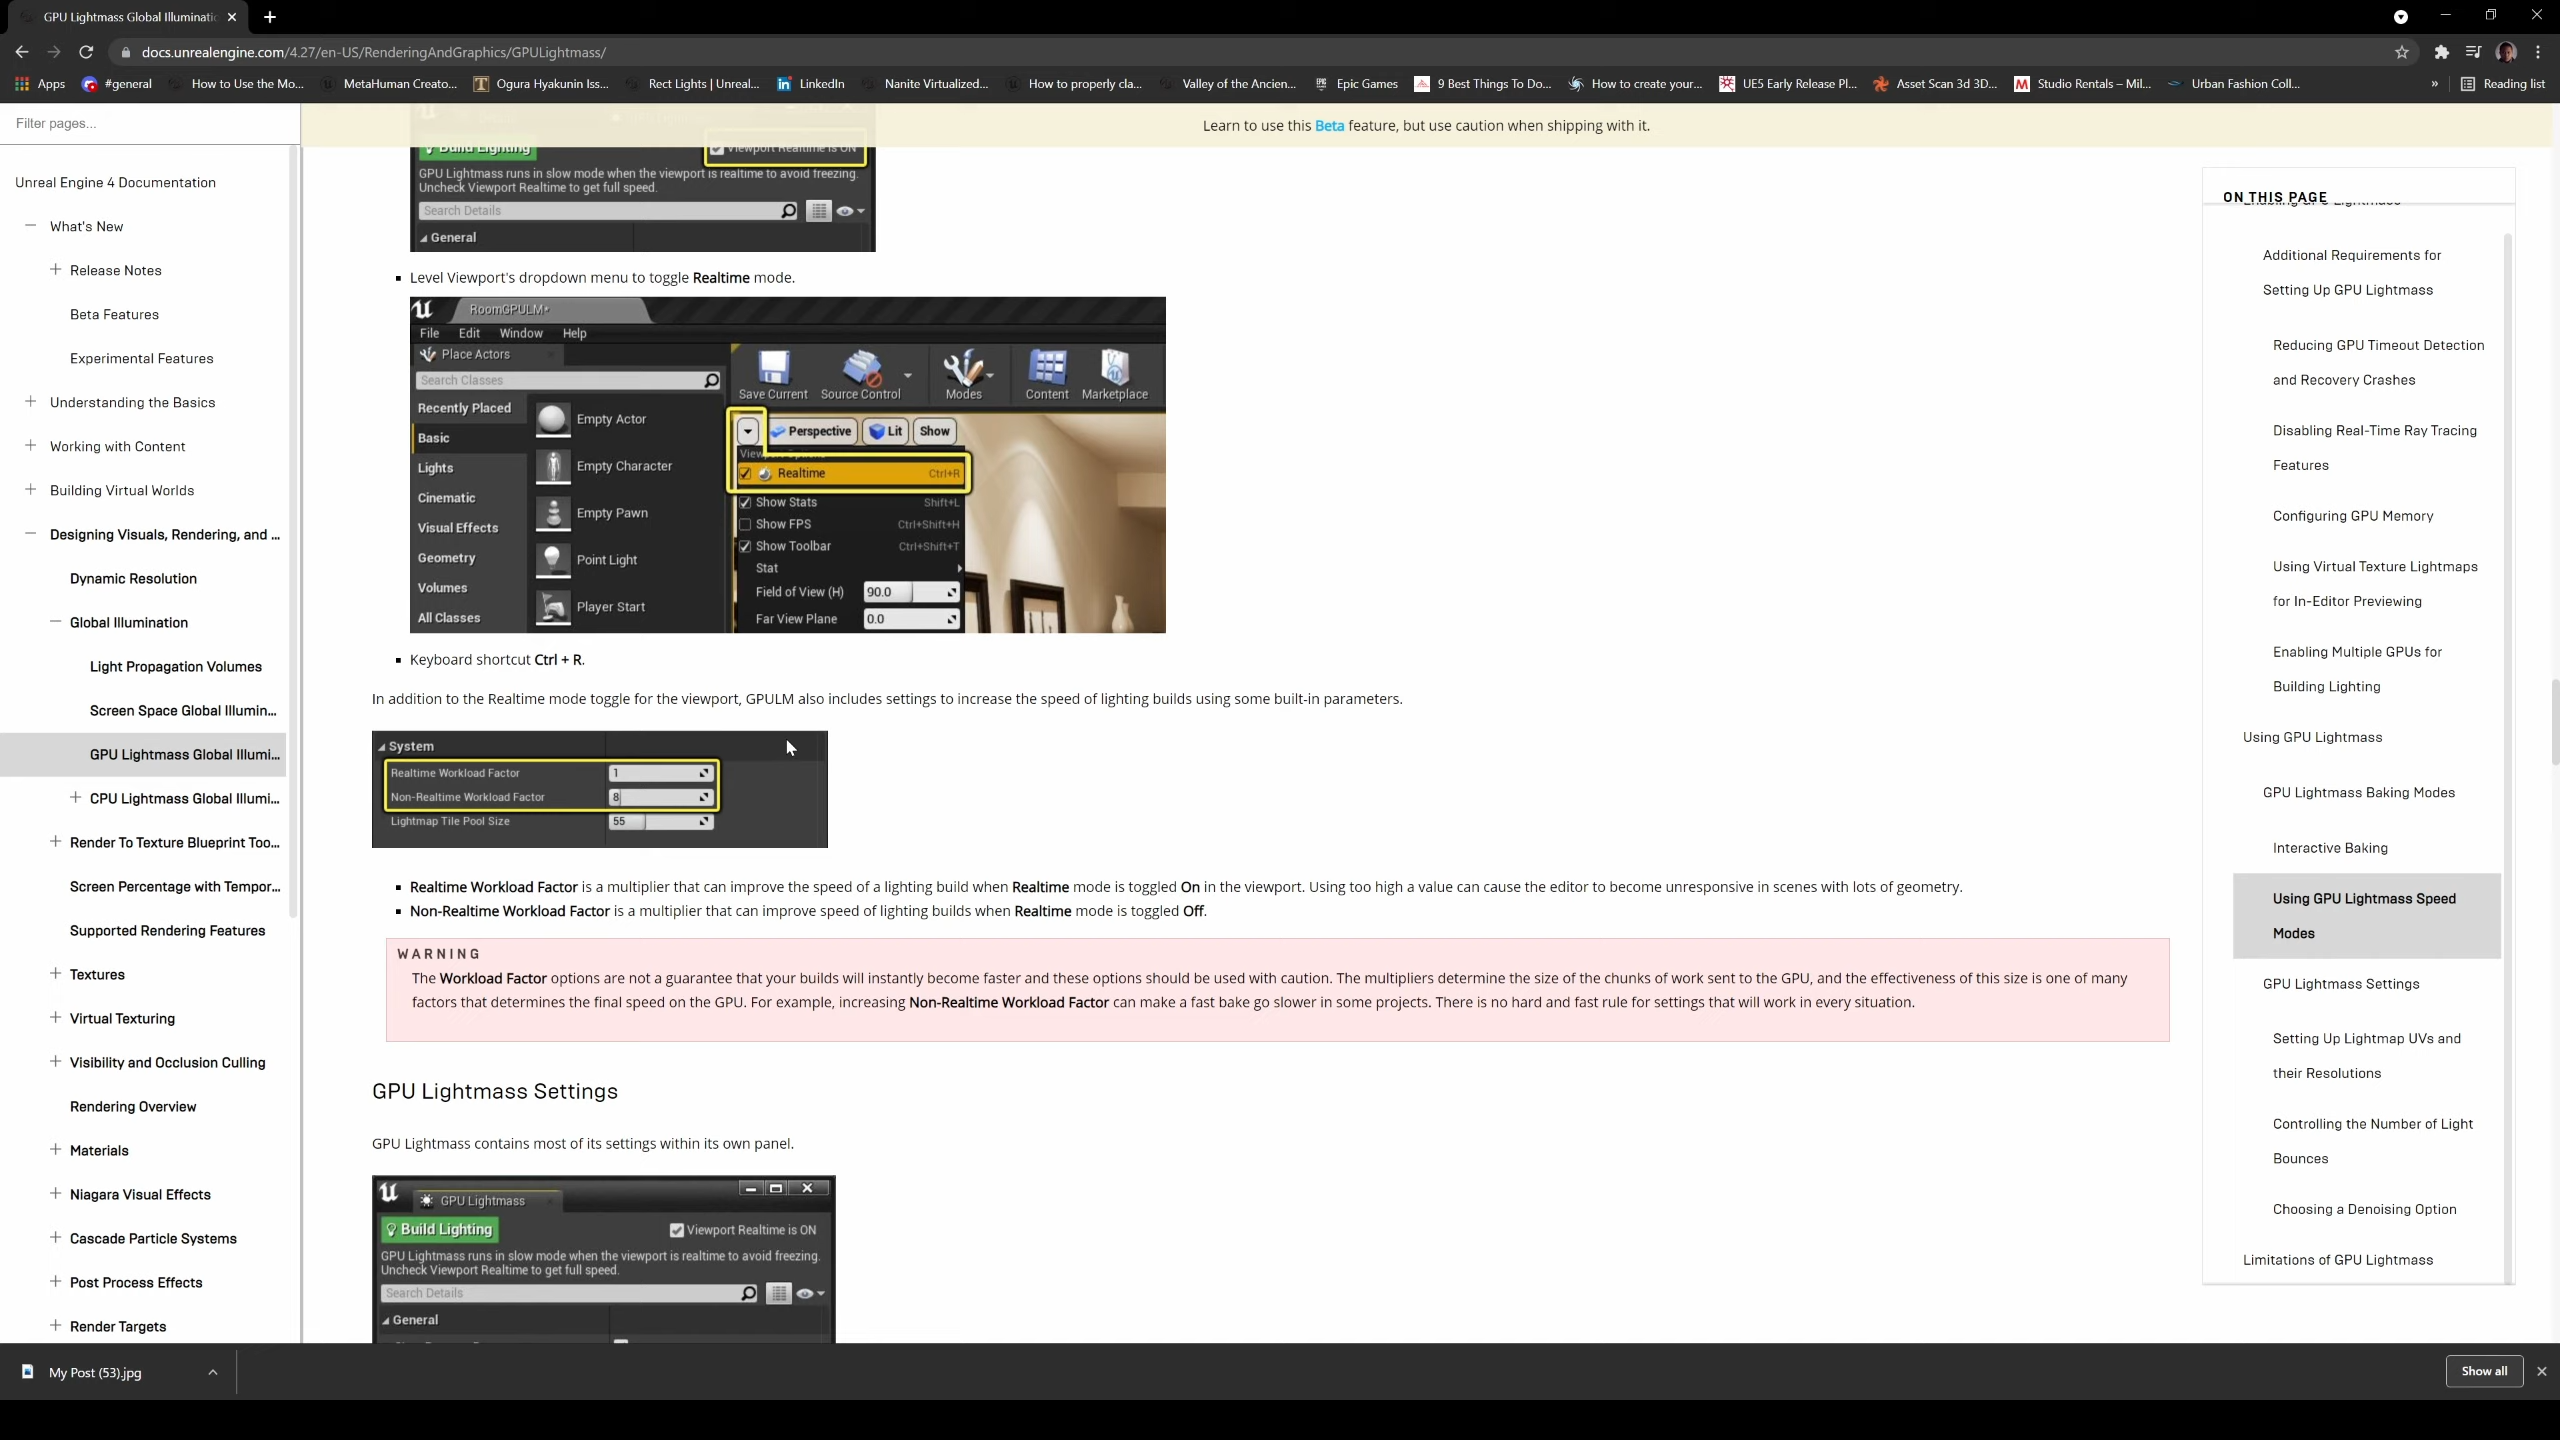 GPU Lightmass Global Illuminatio
docs.unrealengine.com/4.27/en-US/RenderingAndGraphics/GPULightmass/
Apps
#general
How to Use the Mo...
MetaHuman Creato...
Ogura Hyakunin Iss...
Rect Lights | Unreal...
LinkedIn
Nanite Virtualized...
How to properly cla...
Valley of the Ancien...
Epic Games
9 Best Things To Do...
How to create your...
UE5 Early Release Pl...
Asset Scan 3d 3D...
Studio Rentals – Mil...
Urban Fashion Coll...
»
Reading list
Filter pages...
Unreal Engine 4 Documentation
What's New
Release Notes
Beta Features
Experimental Features
Understanding the Basics
Working with Content
Building Virtual Worlds
Designing Visuals, Rendering, and ...
Dynamic Resolution
Global Illumination
Light Propagation Volumes
Screen Space Global Illumin...
GPU Lightmass Global Illumi...
CPU Lightmass Global Illumi...
Render To Texture Blueprint Too...
Screen Percentage with Tempor...
Supported Rendering Features
Textures
Virtual Texturing
Visibility and Occlusion Culling
Rendering Overview
Materials
Niagara Visual Effects
Cascade Particle Systems
Post Process Effects
Render Targets
Learn to use this Beta feature, but use caution when shipping with it.
Build Lighting
Viewport Realtime is ON
GPU Lightmass runs in slow mode when the viewport is realtime to avoid freezing.
Uncheck Viewport Realtime to get full speed.
Search Details
General
Level Viewport's dropdown menu to toggle Realtime mode.
RoomGPULM*
File Edit Window Help
Place Actors
Search Classes
Save Current
Source Control
Modes
Content
Marketplace
Recently Placed
Basic
Lights
Cinematic
Visual Effects
Geometry
Volumes
All Classes
Empty Actor
Empty Character
Empty Pawn
Point Light
Player Start
Perspective
Lit
Show
Realtime Ctrl+R
Show Stats Shift+L
Show FPS Ctrl+Shift+H
Show Toolbar Ctrl+Shift+T
Stat
Field of View (H) 90.0
Far View Plane 0.0
Keyboard shortcut Ctrl + R.
In addition to the Realtime mode toggle for the viewport, GPULM also includes settings to increase the speed of lighting builds using some built-in parameters.
System
Realtime Workload Factor 1
Non-Realtime Workload Factor 8
Lightmap Tile Pool Size 55
Realtime Workload Factor is a multiplier that can improve the speed of a lighting build when Realtime mode is toggled On in the viewport. Using too high a value can cause the editor to become unresponsive in scenes with lots of geometry.
Non-Realtime Workload Factor is a multiplier that can improve speed of lighting builds when Realtime mode is toggled Off.
WARNING
The Workload Factor options are not a guarantee that your builds will instantly become faster and these options should be used with caution. The multipliers determine the size of the chunks of work sent to the GPU, and the effectiveness of this size is one of many
factors that determines the final speed on the GPU. For example, increasing Non-Realtime Workload Factor can make a fast bake go slower in some projects. There is no hard and fast rule for settings that will work in every situation.
GPU Lightmass Settings
GPU Lightmass contains most of its settings within its own panel.
GPU Lightmass
Build Lighting
Viewport Realtime is ON
GPU Lightmass runs in slow mode when the viewport is realtime to avoid freezing.
Uncheck Viewport Realtime to get full speed.
Search Details
General
ON THIS PAGE
Additional Requirements for
Setting Up GPU Lightmass
Reducing GPU Timeout Detection
and Recovery Crashes
Disabling Real-Time Ray Tracing
Features
Configuring GPU Memory
Using Virtual Texture Lightmaps
for In-Editor Previewing
Enabling Multiple GPUs for
Building Lighting
Using GPU Lightmass
GPU Lightmass Baking Modes
Interactive Baking
Using GPU Lightmass Speed
Modes
GPU Lightmass Settings
Setting Up Lightmap UVs and
their Resolutions
Controlling the Number of Light
Bounces
Choosing a Denoising Option
Limitations of GPU Lightmass
My Post (53).jpg
Show all